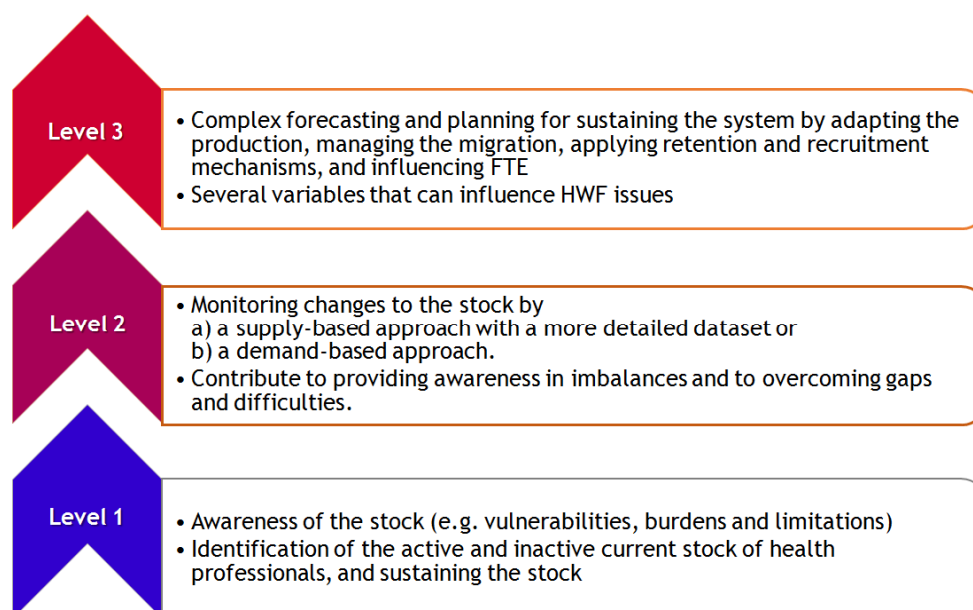 Level 3
• Complex forecasting and planning for sustaining the system by adapting the
production, managing the migration, applying retention and recruitment
mechanisms, and influencing FTE
• Several variables that can influence HWF issues
Level 2
• Monitoring changes to the stock by
a) a supply-based approach with a more detailed dataset or
b) a demand-based approach.
• Contribute to providing awareness in imbalances and to overcoming gaps
and difficulties.
Level 1
• Awareness of the stock (e.g. vulnerabilities, burdens and limitations)
• Identification of the active and inactive current stock of health
professionals, and sustaining the stock